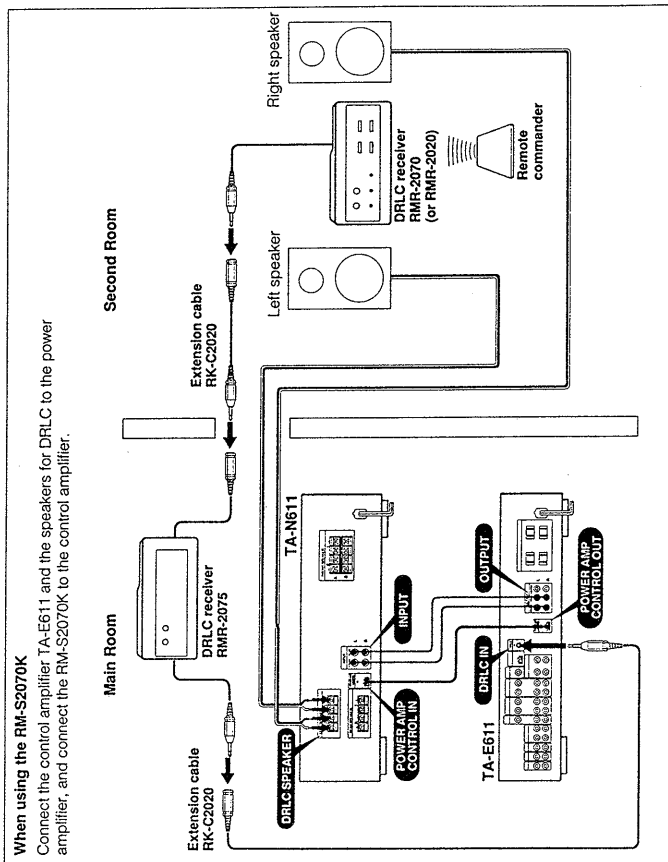 When using the RM-S2070K
Connect the control amplifier TA-E611 and the speakers for DRLC to the power
amplifier, and connect the RM-S2070K to the control amplifier.
Main Room
Second Room
Extension cable
RK-C2020
DRLC receiver
RMR-2075
Extension cable
RK-C2020
Left speaker
DRLC receiver
RMR-2070
(or RMR-2020)
Right speaker
Remote
commander
TA-N611
DRLC SPEAKER
INPUT
POWER AMP
CONTROL IN
TA-E611
DRLC IN
OUTPUT
POWER AMP
CONTROL OUT